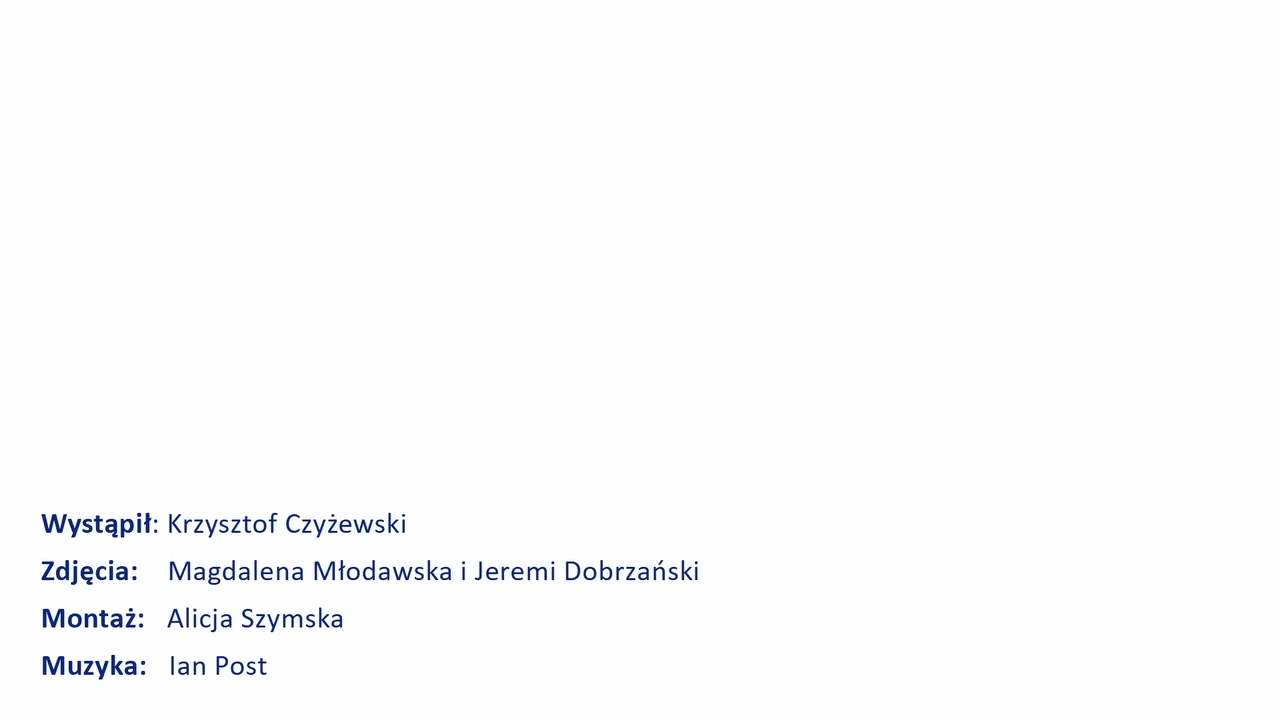 Wystąpił: Krzysztof Czyżewski
Zdjęcia: Magdalena Młodawska i Jeremi Dobrzański
Montaż: Alicja Szymska
Muzyka: Ian Post